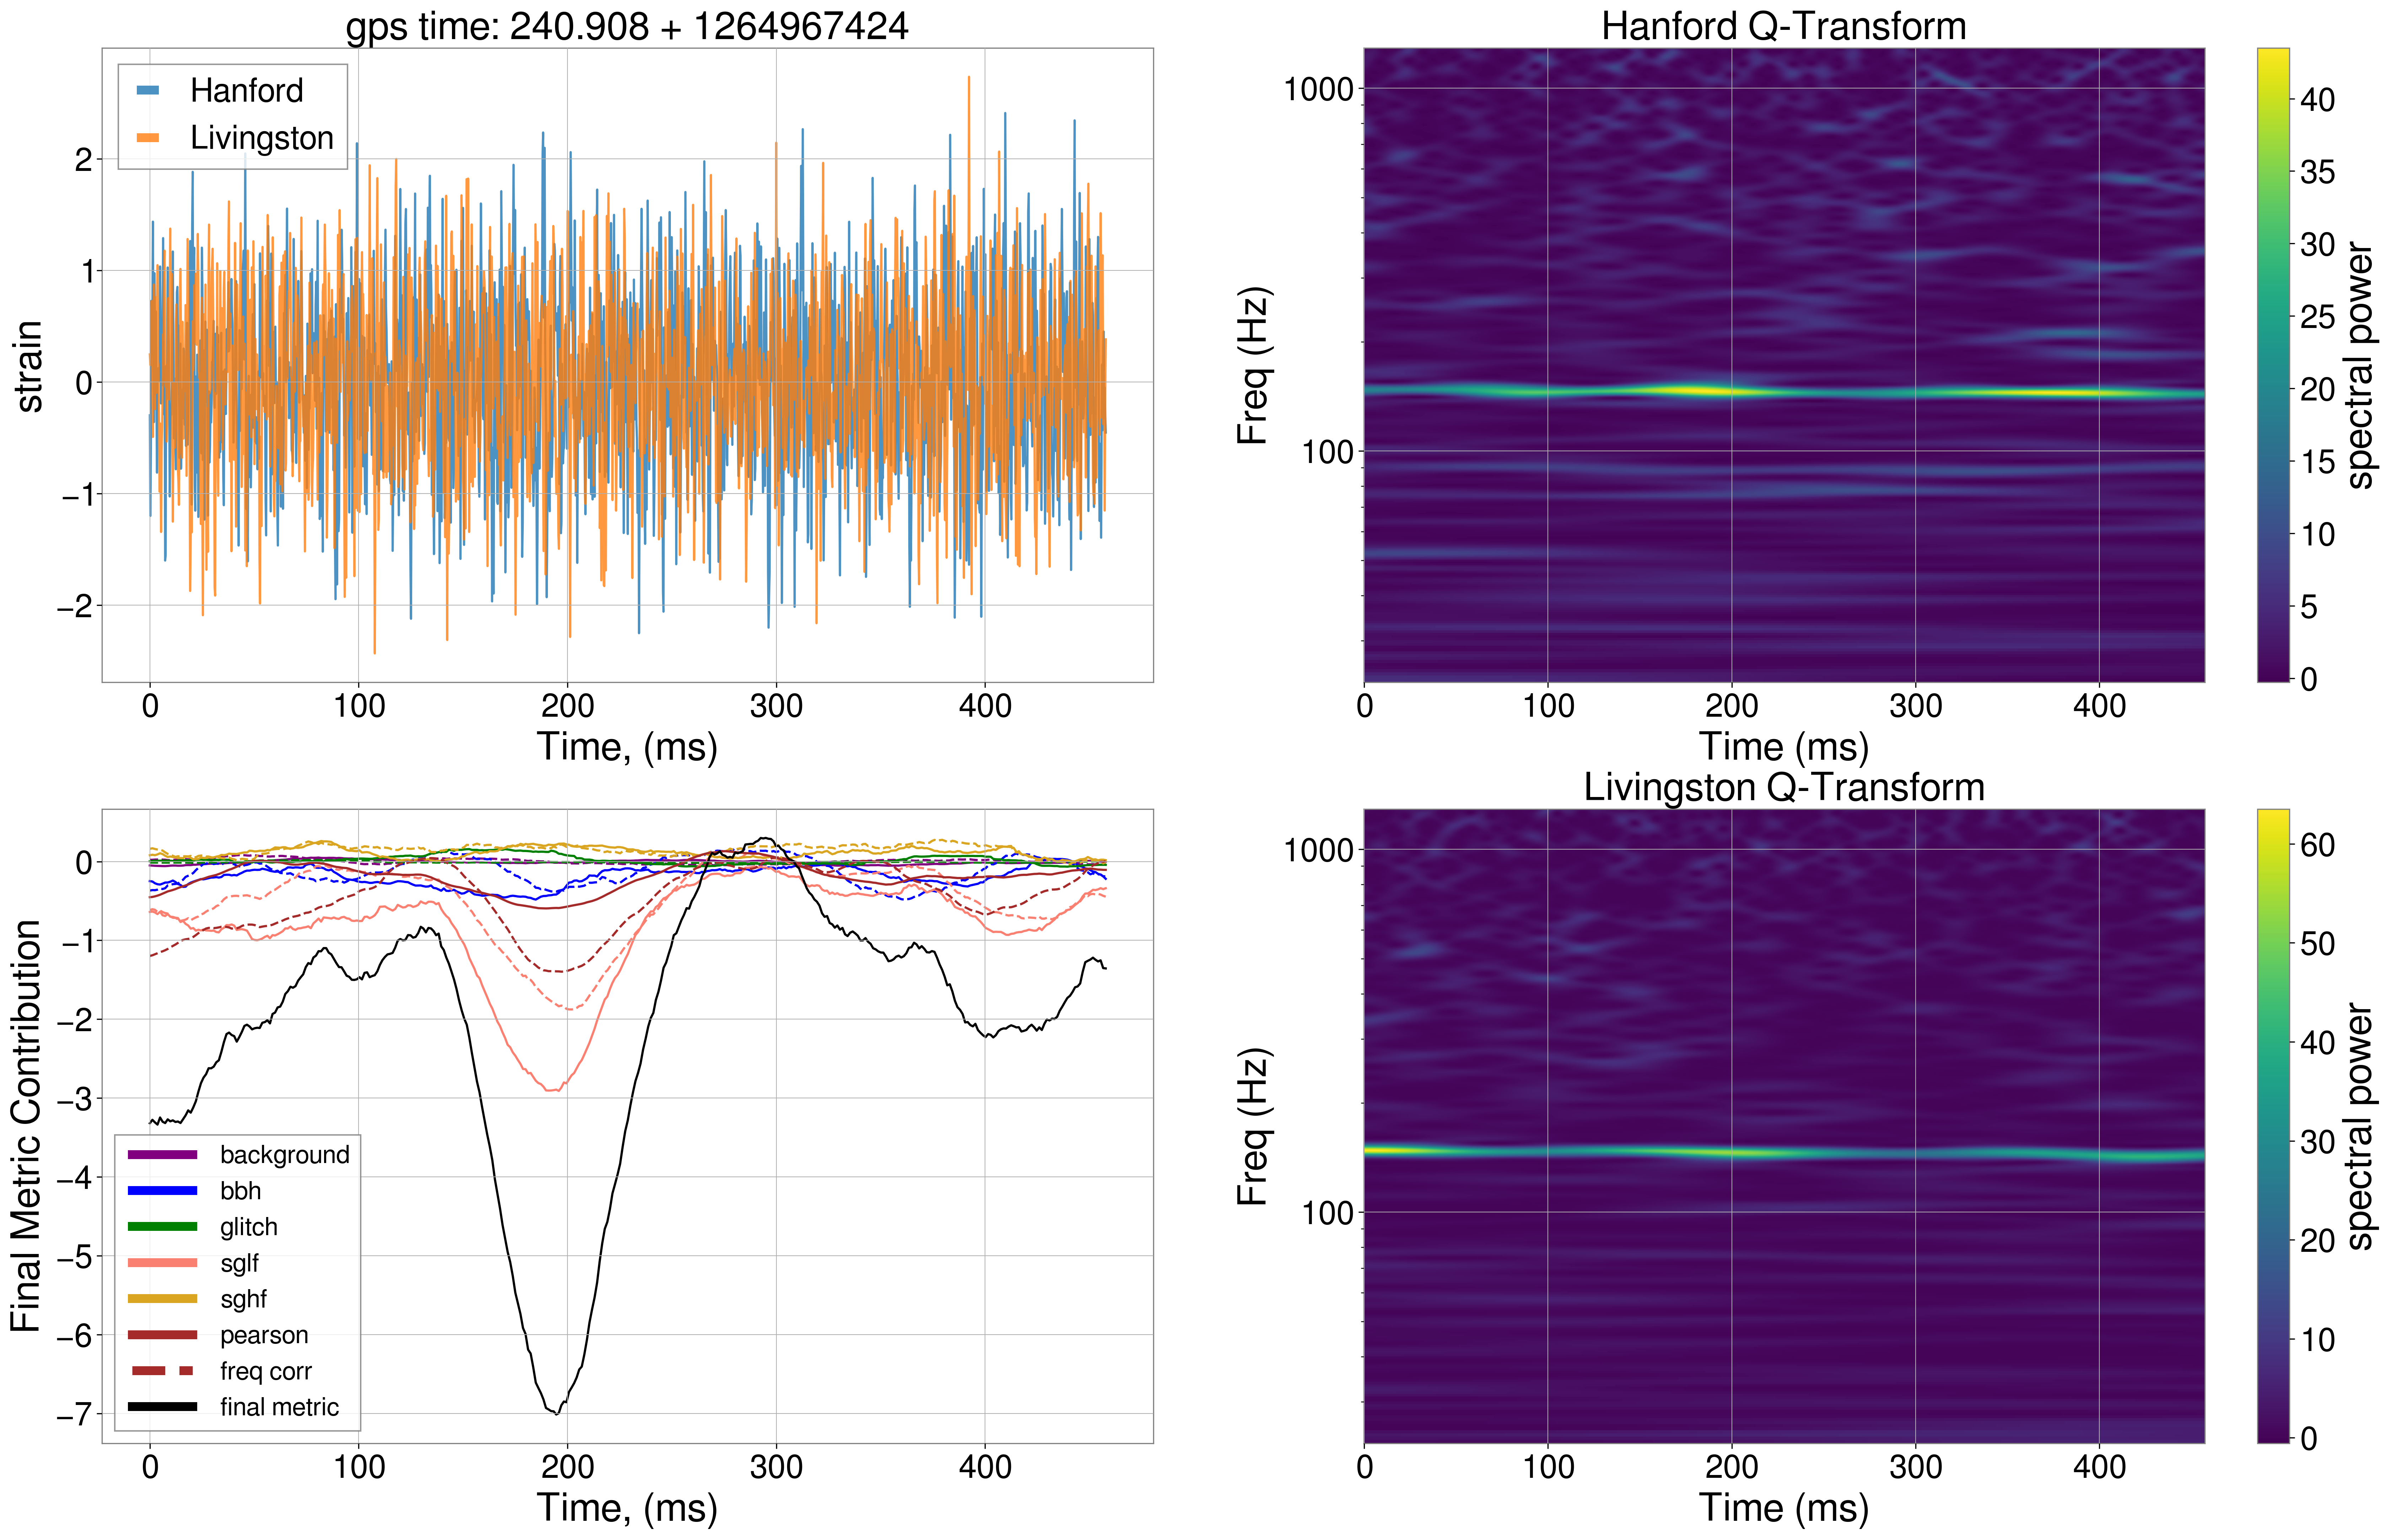 gps time: 240.908 + 1264967424
Hanford
Livingston
strain
2
1
0
−1
−2
0
100
200
300
400
Time, (ms)
Hanford Q-Transform
Freq (Hz)
1000
100
0
100
200
300
400
Time (ms)
40
35
30
25
20
15
10
5
0
spectral power
Final Metric Contribution
0
−1
−2
−3
−4
−5
−6
−7
background
bbh
glitch
sglf
sghf
pearson
freq corr
final metric
0
100
200
300
400
Time, (ms)
Livingston Q-Transform
Freq (Hz)
1000
100
0
100
200
300
400
Time (ms)
60
50
40
30
20
10
0
spectral power